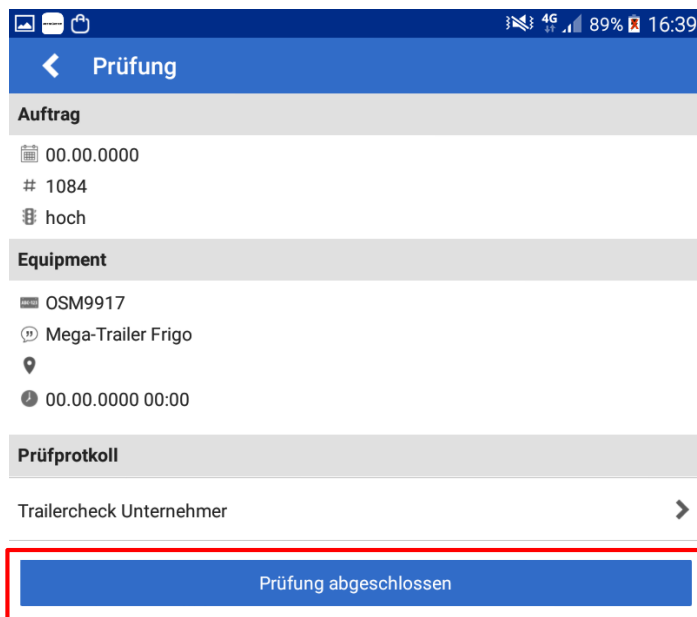 4G 89% 16:39
Prüfung
Auftrag
00.00.0000
# 1084
hoch
Equipment
OSM9917
Mega-Trailer Frigo
00.00.0000 00:00
Prüfprotkoll
Trailercheck Unternehmer
Prüfung abgeschlossen